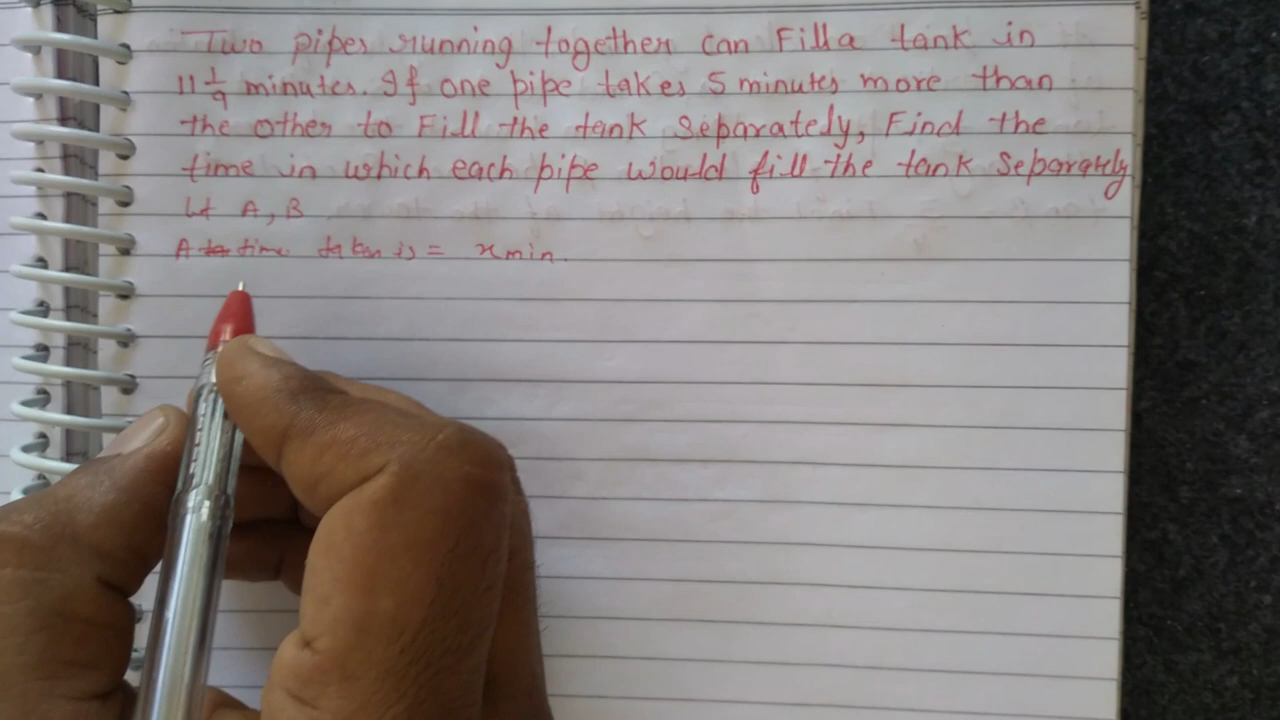 Two pipes running together can Fill a tank in
11 1/9 minutes. If one pipe takes 5 minutes more than
the other to Fill the tank Separately, Find the
time in which each pipe would fill the tank Separately
let A, B
A time taken is = x min.